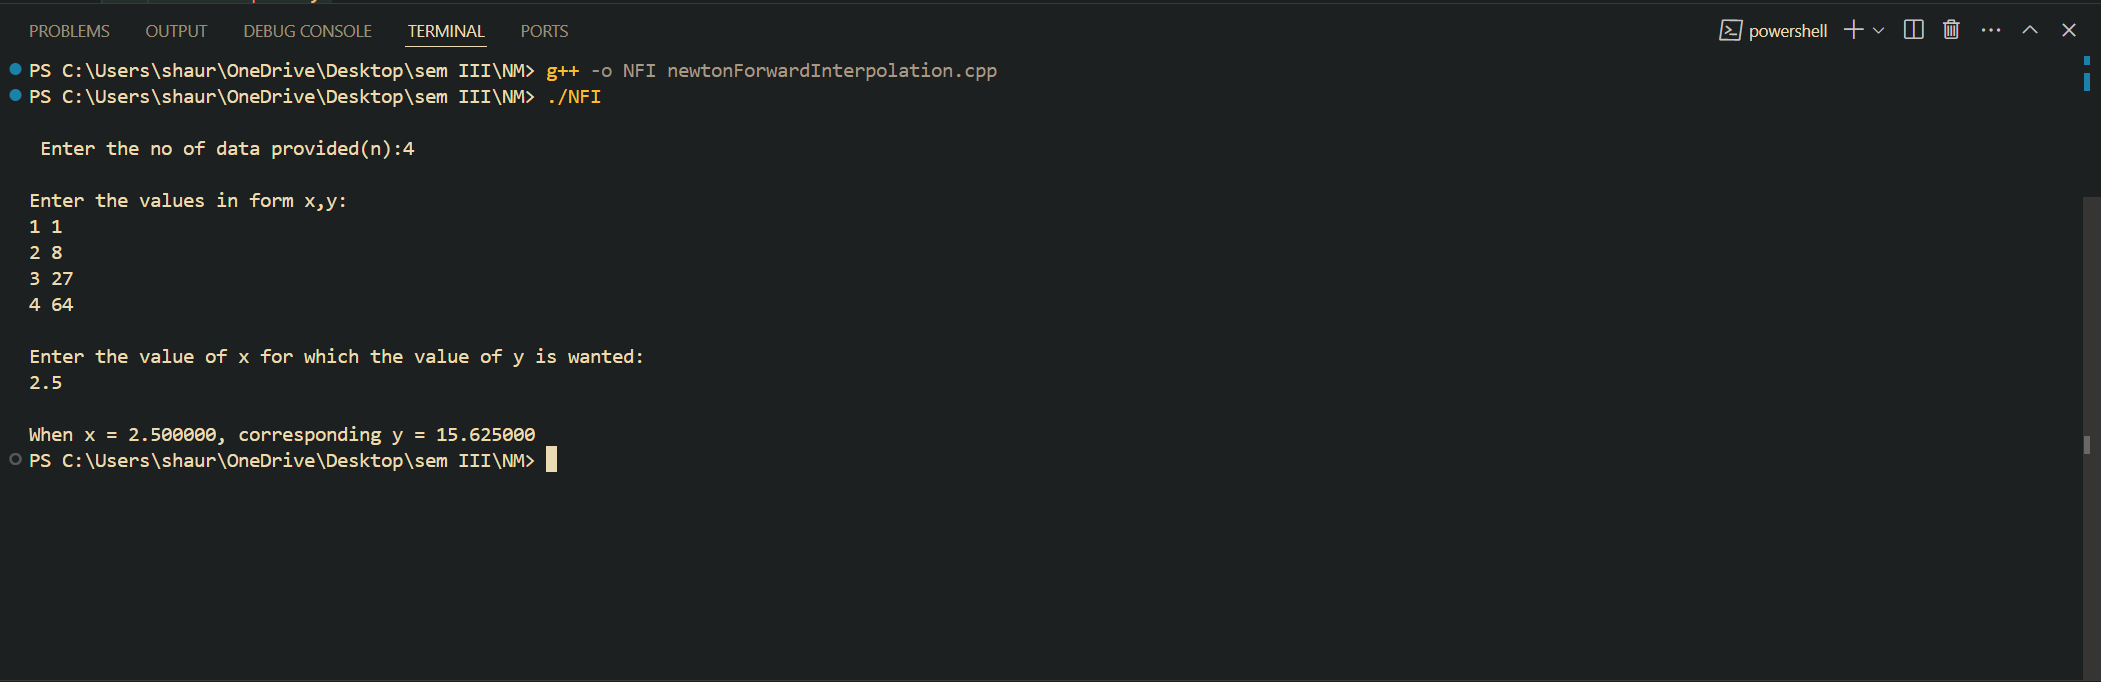 PROBLEMS OUTPUT DEBUG CONSOLE TERMINAL PORTS powershell
PS C:\Users\shaur\OneDrive\Desktop\sem III\NM> g++ -o NFI newtonForwardInterpolation.cpp
PS C:\Users\shaur\OneDrive\Desktop\sem III\NM> ./NFI
Enter the no of data provided(n):4
Enter the values in form x,y:
1 1
2 8
3 27
4 64
Enter the value of x for which the value of y is wanted:
2.5
When x = 2.500000, corresponding y = 15.625000
PS C:\Users\shaur\OneDrive\Desktop\sem III\NM>